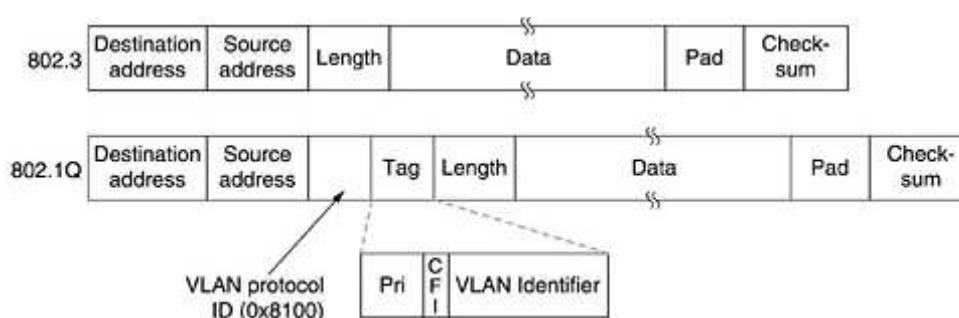 802.3 Destination address Source address Length Data Pad Check-sum
802.1Q Destination address Source address Tag Length Data Pad Check-sum
VLAN protocol ID (0x8100)
Pri CFI VLAN Identifier